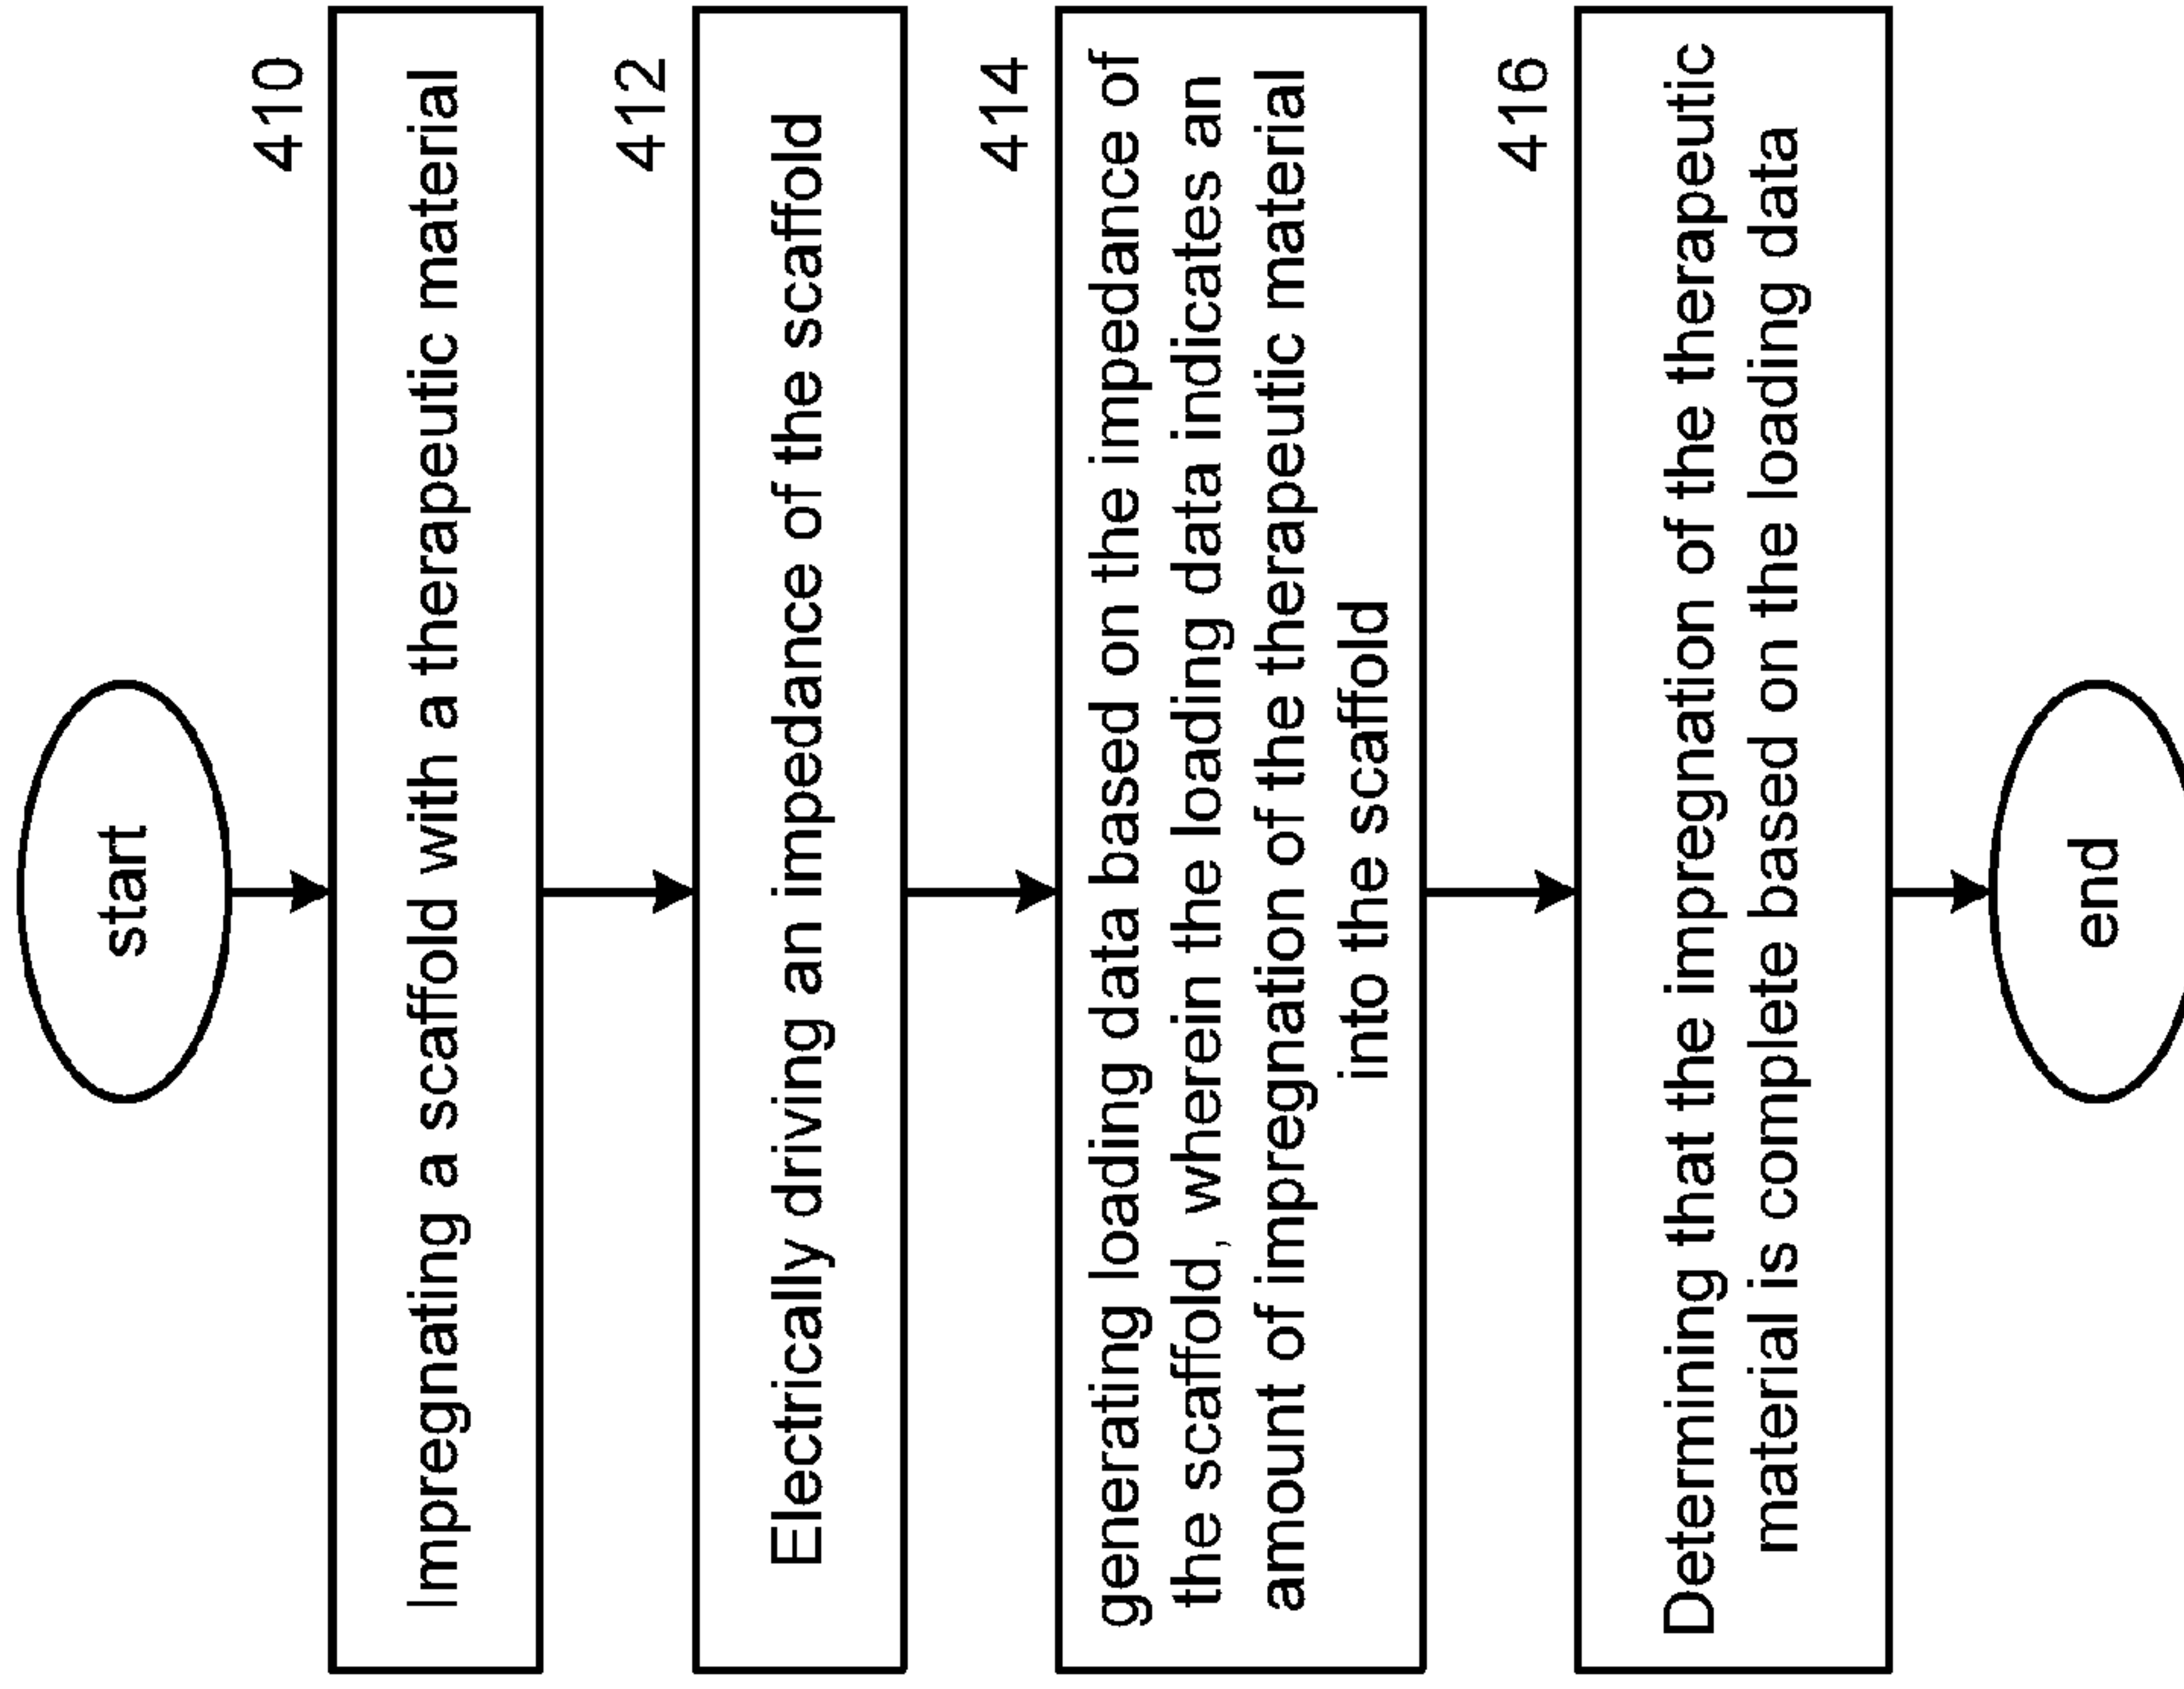 start
410
Impregnating a scaffold with a therapeutic material
412
Electrically driving an impedance of the scaffold
414
generating loading data based on the impedance of
the scaffold, wherein the loading data indicates an
amount of impregnation of the therapeutic material
into the scaffold
416
Determining that the impregnation of the therapeutic
material is complete based on the loading data
end